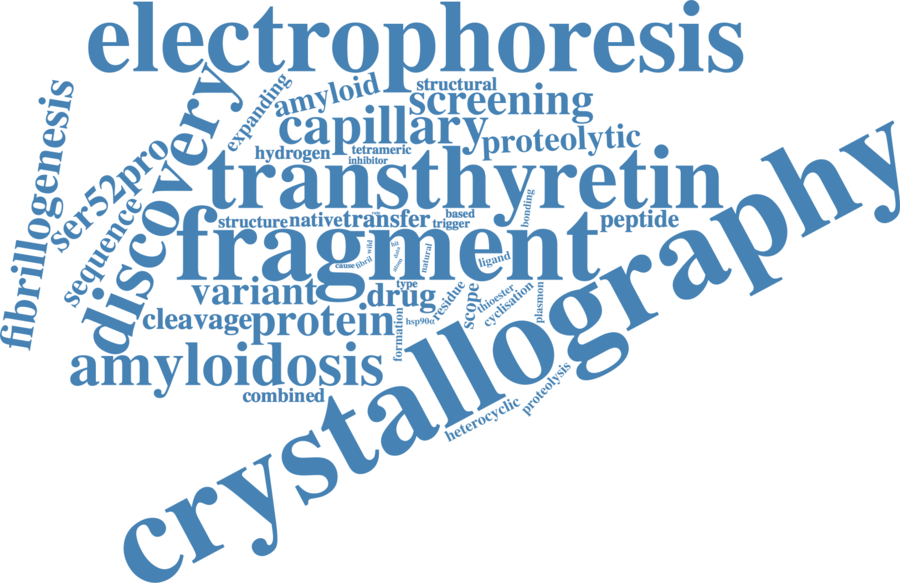 electrophoresis
fibrillogenesis
discovery
expanding
amyloid
structural
screening
capillary
proteolytic
hydrogen
tetrameric
inhibitor
ser52pro
sequence
transthyretin
bonding
structure
native
transfer
based
trigger
peptide
fragment
wild
hit
data
cause
fibril
atom
natural
ligand
variant
drug
type
residue
scope
thioester
cyclisation
plasmon
cleavage
protein
formation
hsp90α
amyloidosis
combined
crystallography
heterocyclic
proteolysis